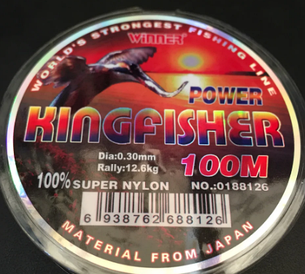 WORLD'S STRONGEST FISHING LINE
WINNER
POWER
KINGFISHER
Dia:0.30mm
Rally:12.6kg
100M
100% SUPER NYLON
NO.:0188126
6 938762 688126
MATERIAL FROM JAPAN